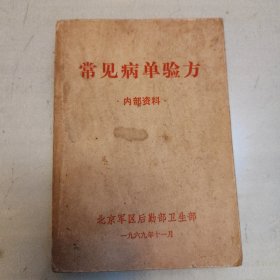 常见病单验方
·内部资料·
北京军区后勤部卫生部
一九六九年十一月